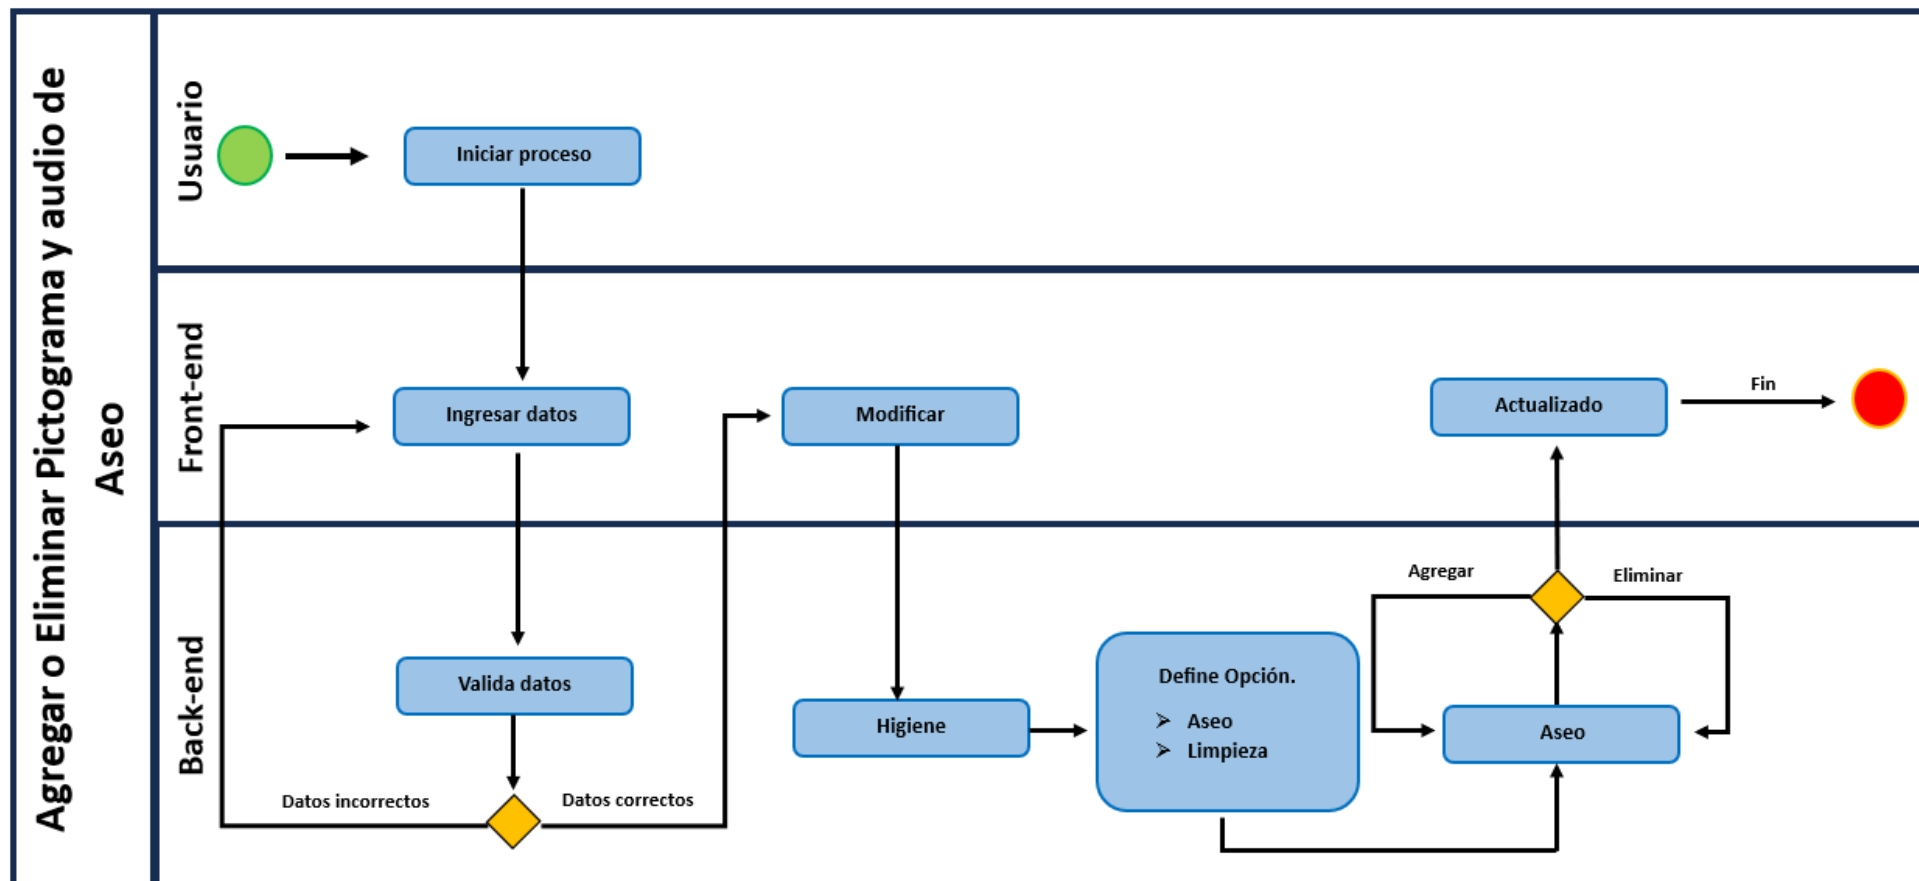 Agregar o Eliminar Pictograma y audio de
Aseo
Usuario
Iniciar proceso
Front-end
Ingresar datos
Modificar
Actualizado
Fin
Back-end
Valida datos
Datos incorrectos
Datos correctos
Higiene
Define Opción.
➢ Aseo
➢ Limpieza
Agregar
Eliminar
Aseo